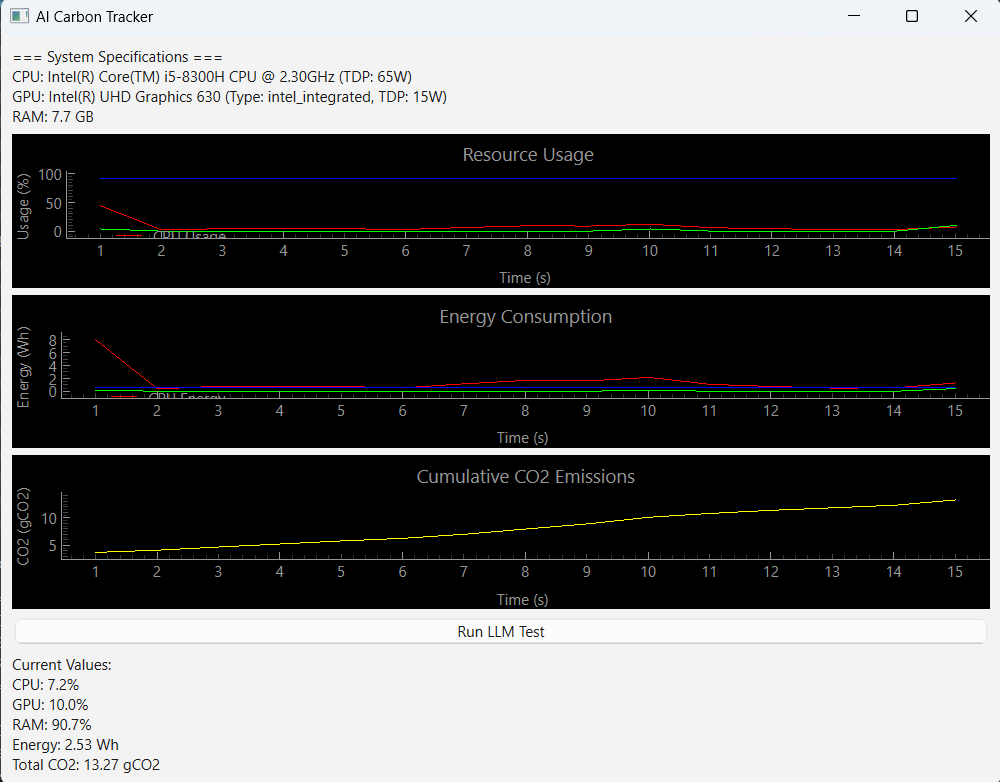 AI Carbon Tracker
=== System Specifications ===
CPU: Intel(R) Core(TM) i5-8300H CPU @ 2.30GHz (TDP: 65W)
GPU: Intel(R) UHD Graphics 630 (Type: intel_integrated, TDP: 15W)
RAM: 7.7 GB
Resource Usage
Usage (%)
100
50
0
CPU Usage
1 2 3 4 5 6 7 8 9 10 11 12 13 14 15
Time (s)
Energy Consumption
Energy (Wh)
8
6
4
2
0
CPU Energy
1 2 3 4 5 6 7 8 9 10 11 12 13 14 15
Time (s)
Cumulative CO2 Emissions
CO2 (gCO2)
10
5
1 2 3 4 5 6 7 8 9 10 11 12 13 14 15
Time (s)
Run LLM Test
Current Values:
CPU: 7.2%
GPU: 10.0%
RAM: 90.7%
Energy: 2.53 Wh
Total CO2: 13.27 gCO2